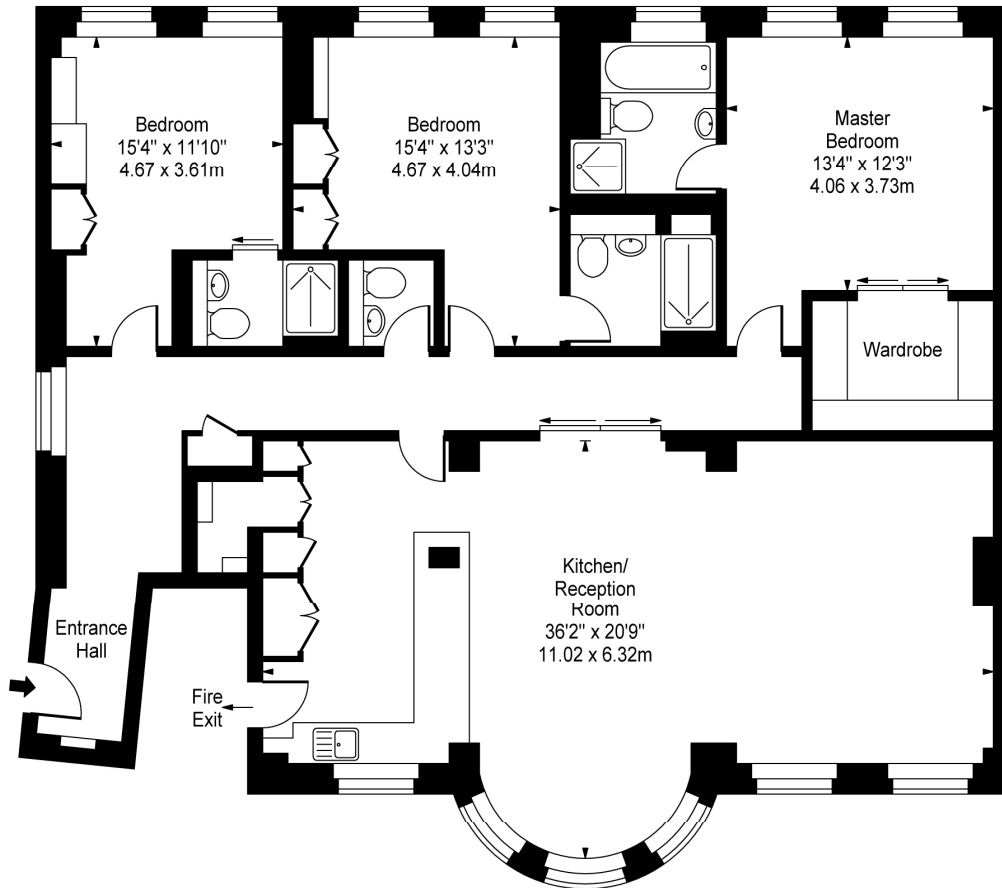 Bedroom
15'4" x 11'10"
4.67 x 3.61m
Bedroom
15'4" x 13'3"
4.67 x 4.04m
Master
Bedroom
13'4" x 12'3"
4.06 x 3.73m
Wardrobe
Kitchen/
Reception
Room
36'2" x 20'9"
11.02 x 6.32m
Entrance
Hall
Fire
Exit